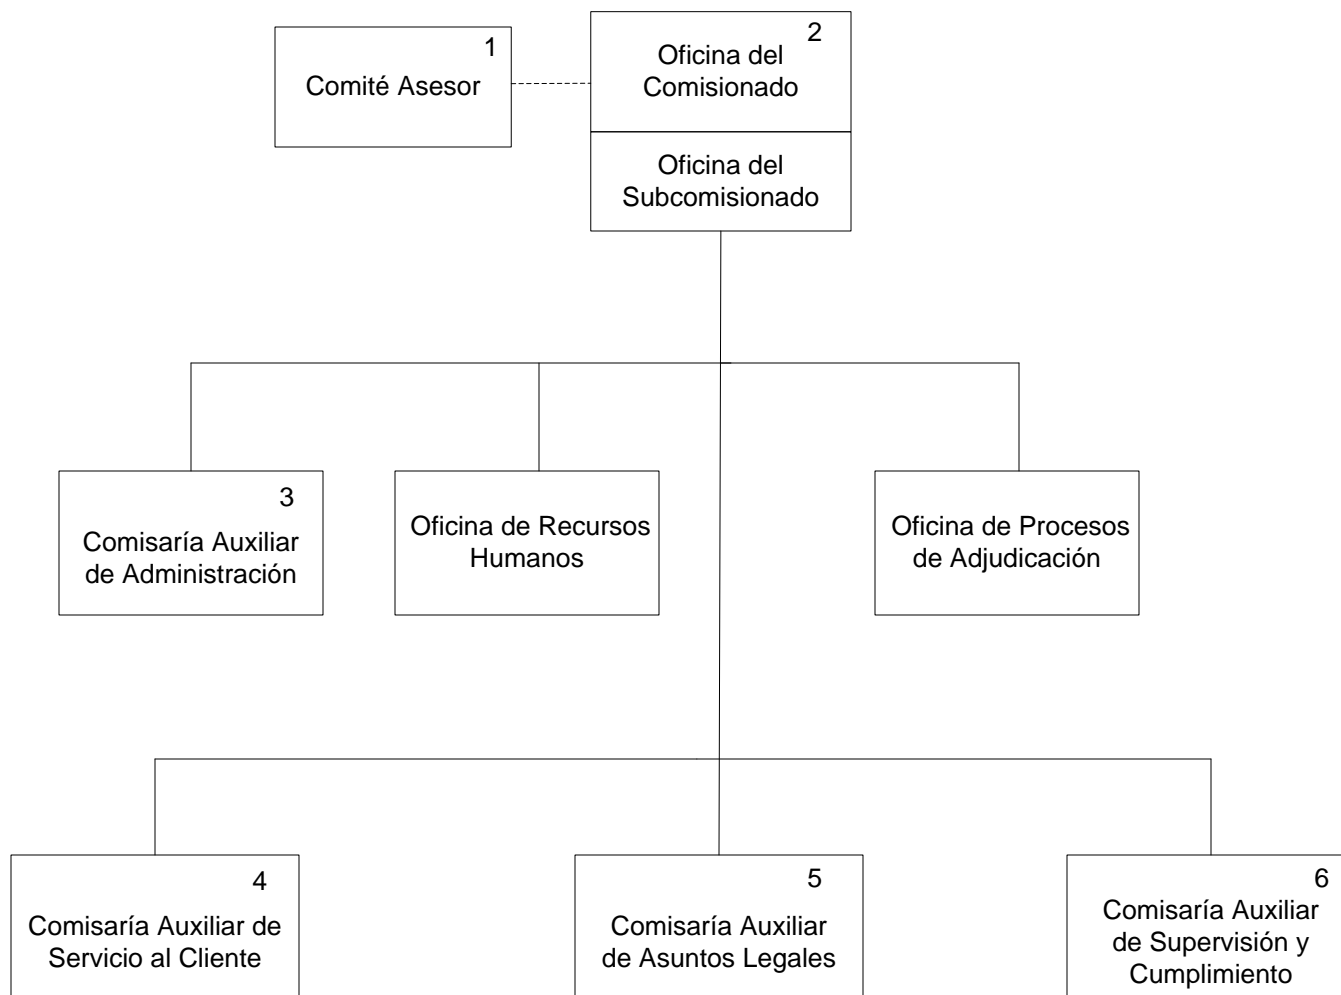 1
Comité Asesor
2
Oficina del
Comisionado
Oficina del
Subcomisionado
3
Comisaría Auxiliar
de Administración
Oficina de Recursos
Humanos
Oficina de Procesos
de Adjudicación
4
Comisaría Auxiliar de
Servicio al Cliente
5
Comisaría Auxiliar
de Asuntos Legales
6
Comisaría Auxiliar
de Supervisión y
Cumplimiento